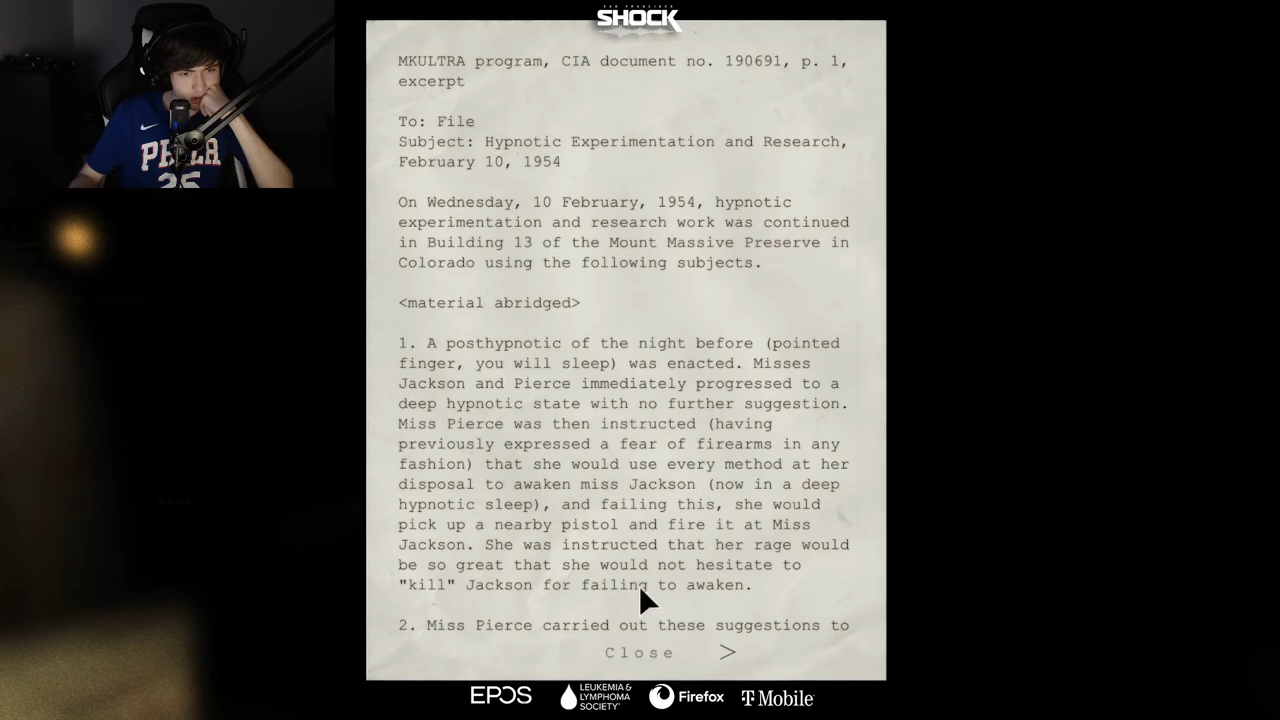 SAN FRANCISCO
SHOCK
MKULTRA program, CIA document no. 190691, p. 1,
excerpt
To: File
Subject: Hypnotic Experimentation and Research,
February 10, 1954
On Wednesday, 10 February, 1954, hypnotic
experimentation and research work was continued
in Building 13 of the Mount Massive Preserve in
Colorado using the following subjects.
<material abridged>
1. A posthypnotic of the night before (pointed
finger, you will sleep) was enacted. Misses
Jackson and Pierce immediately progressed to a
deep hypnotic state with no further suggestion.
Miss Pierce was then instructed (having
previously expressed a fear of firearms in any
fashion) that she would use every method at her
disposal to awaken miss Jackson (now in a deep
hypnotic sleep), and failing this, she would
pick up a nearby pistol and fire it at Miss
Jackson. She was instructed that her rage would
be so great that she would not hesitate to
"kill" Jackson for failing to awaken.
2. Miss Pierce carried out these suggestions to
Close >
PHILA
25
EPOS
LEUKEMIA &
LYMPHOMA
SOCIETY
Firefox
T Mobile